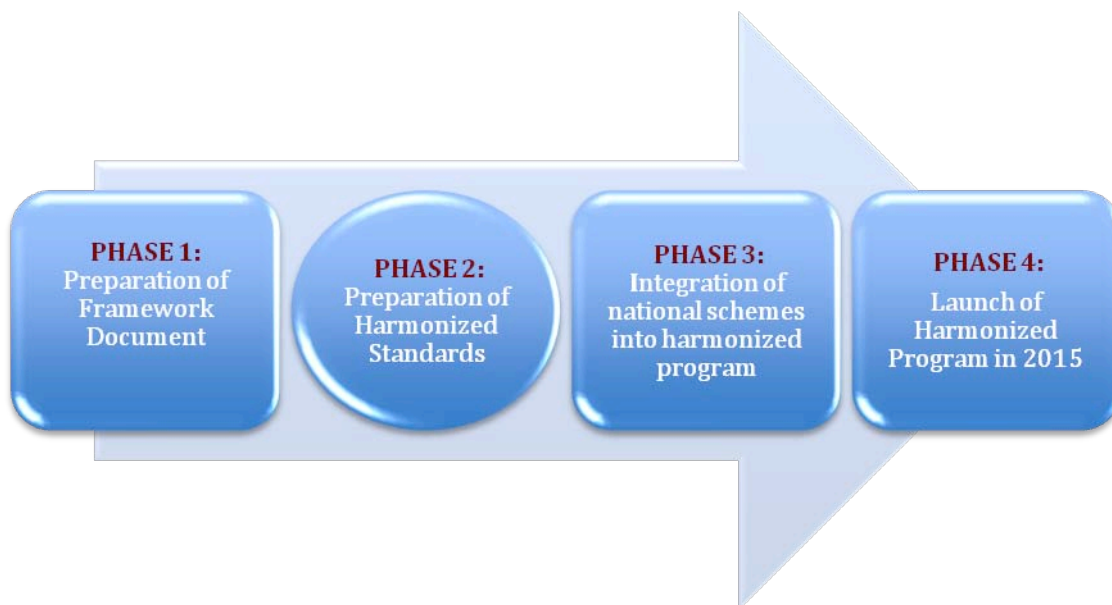 PHASE 1:
Preparation of
Framework
Document
PHASE 2:
Preparation of
Harmonized
Standards
PHASE 3:
Integration of
national schemes
into harmonized
program
PHASE 4:
Launch of
Harmonized
Program in 2015